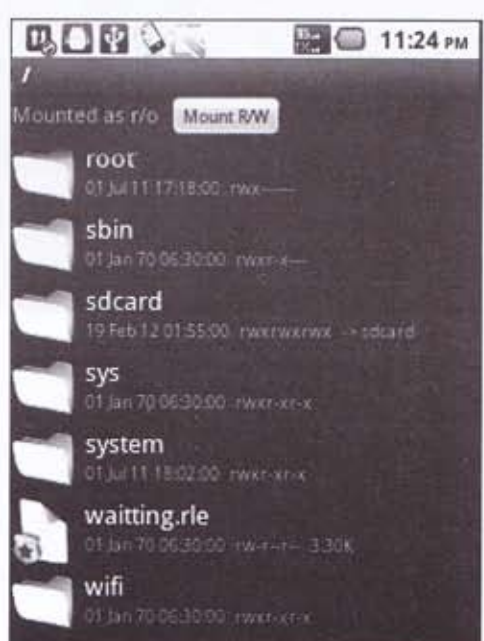 11:24 PM
/
Mounted as r/o Mount R/W
root
01 Jul 11 17:18:00 rwx------
sbin
01 Jan 70 06:30:00 rwxr-x---
sdcard
19 Feb 12 01:55:00 rwxrwxrwx -> sdcard
sys
01 Jan 70 06:30:00 rwxr-xr-x
system
01 Jul 11 18:02:00 rwxr-xr-x
waitting.rle
01 Jan 70 06:30:00 rw-r--r-- 3.30K
wifi
01 Jan 70 06:30:00 rwxr-xr-x